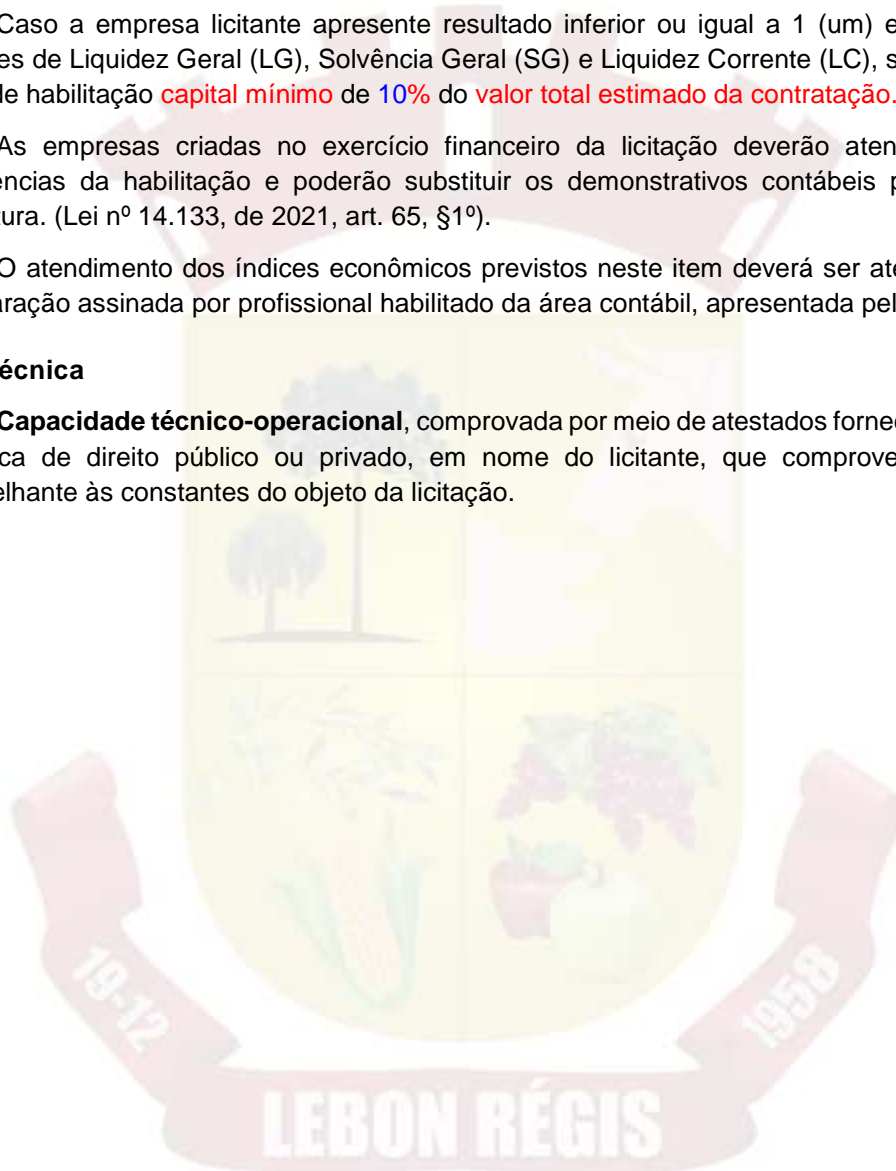 Caso a empresa licitante apresente resultado inferior ou igual a 1 (um) e
es de Liquidez Geral (LG), Solvência Geral (SG) e Liquidez Corrente (LC), s
de habilitação capital mínimo de 10% do valor total estimado da contratação.
As empresas criadas no exercício financeiro da licitação deverão aten
ências da habilitação e poderão substituir os demonstrativos contábeis p
tura. (Lei nº 14.133, de 2021, art. 65, §1º).
O atendimento dos índices econômicos previstos neste item deverá ser ate
aração assinada por profissional habilitado da área contábil, apresentada pel
écnica
Capacidade técnico-operacional, comprovada por meio de atestados forne
ca de direito público ou privado, em nome do licitante, que comprove
elhante às constantes do objeto da licitação.
19-12
1958
LEBON RÉGIS